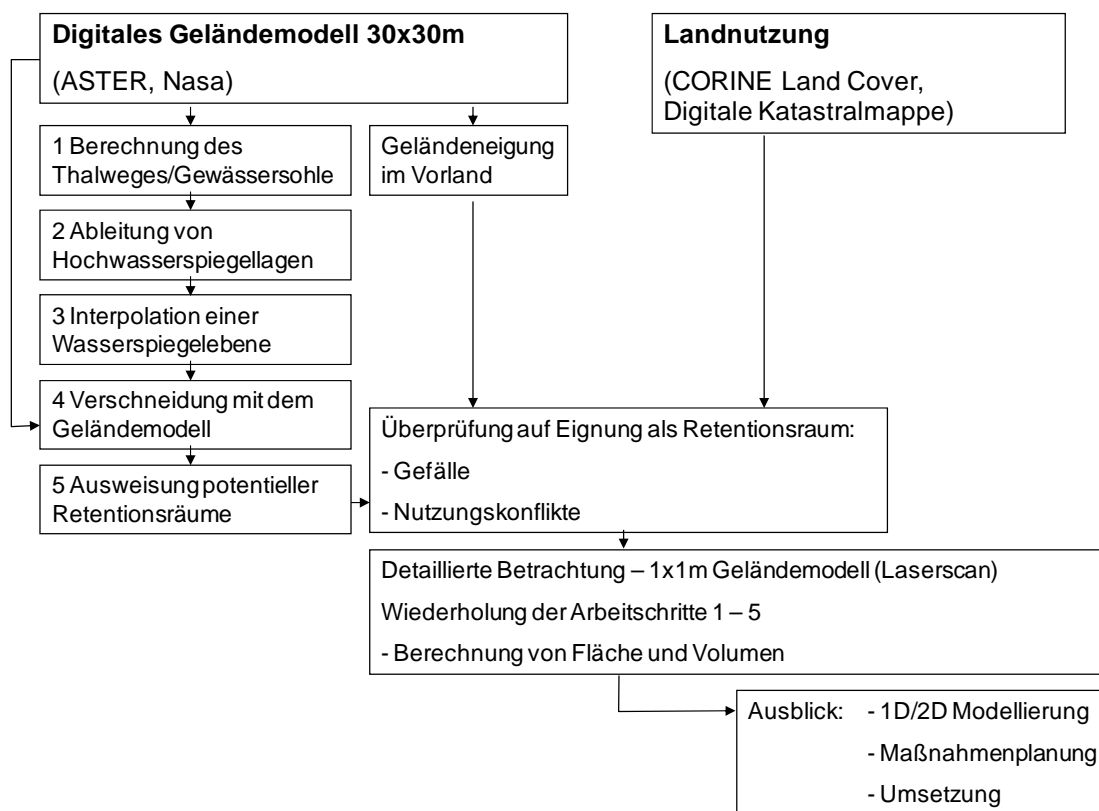 Digitales Geländemodell 30x30m
(ASTER, Nasa)
Landnutzung
(CORINE Land Cover,
Digitale Katastralmappe)
1 Berechnung des
Thalweges/Gewässersohle
Geländeneigung
im Vorland
2 Ableitung von
Hochwasserspiegellagen
3 Interpolation einer
Wasserspiegelebene
4 Verschneidung mit dem
Geländemodell
5 Ausweisung potentieller
Retentionsräume
Überprüfung auf Eignung als Retentionsraum:
- Gefälle
- Nutzungskonflikte
Detaillierte Betrachtung – 1x1m Geländemodell (Laserscan)
Wiederholung der Arbeitschritte 1 – 5
- Berechnung von Fläche und Volumen
Ausblick: - 1D/2D Modellierung
- Maßnahmenplanung
- Umsetzung